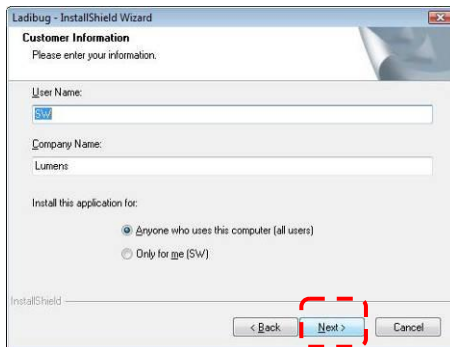 Ladibug - InstallShield Wizard
Customer Information
Please enter your information.
User Name:
SW
Company Name:
Lumens
Install this application for:
Anyone who uses this computer (all users)
Only for me (SW)
InstallShield
< Back Next > Cancel